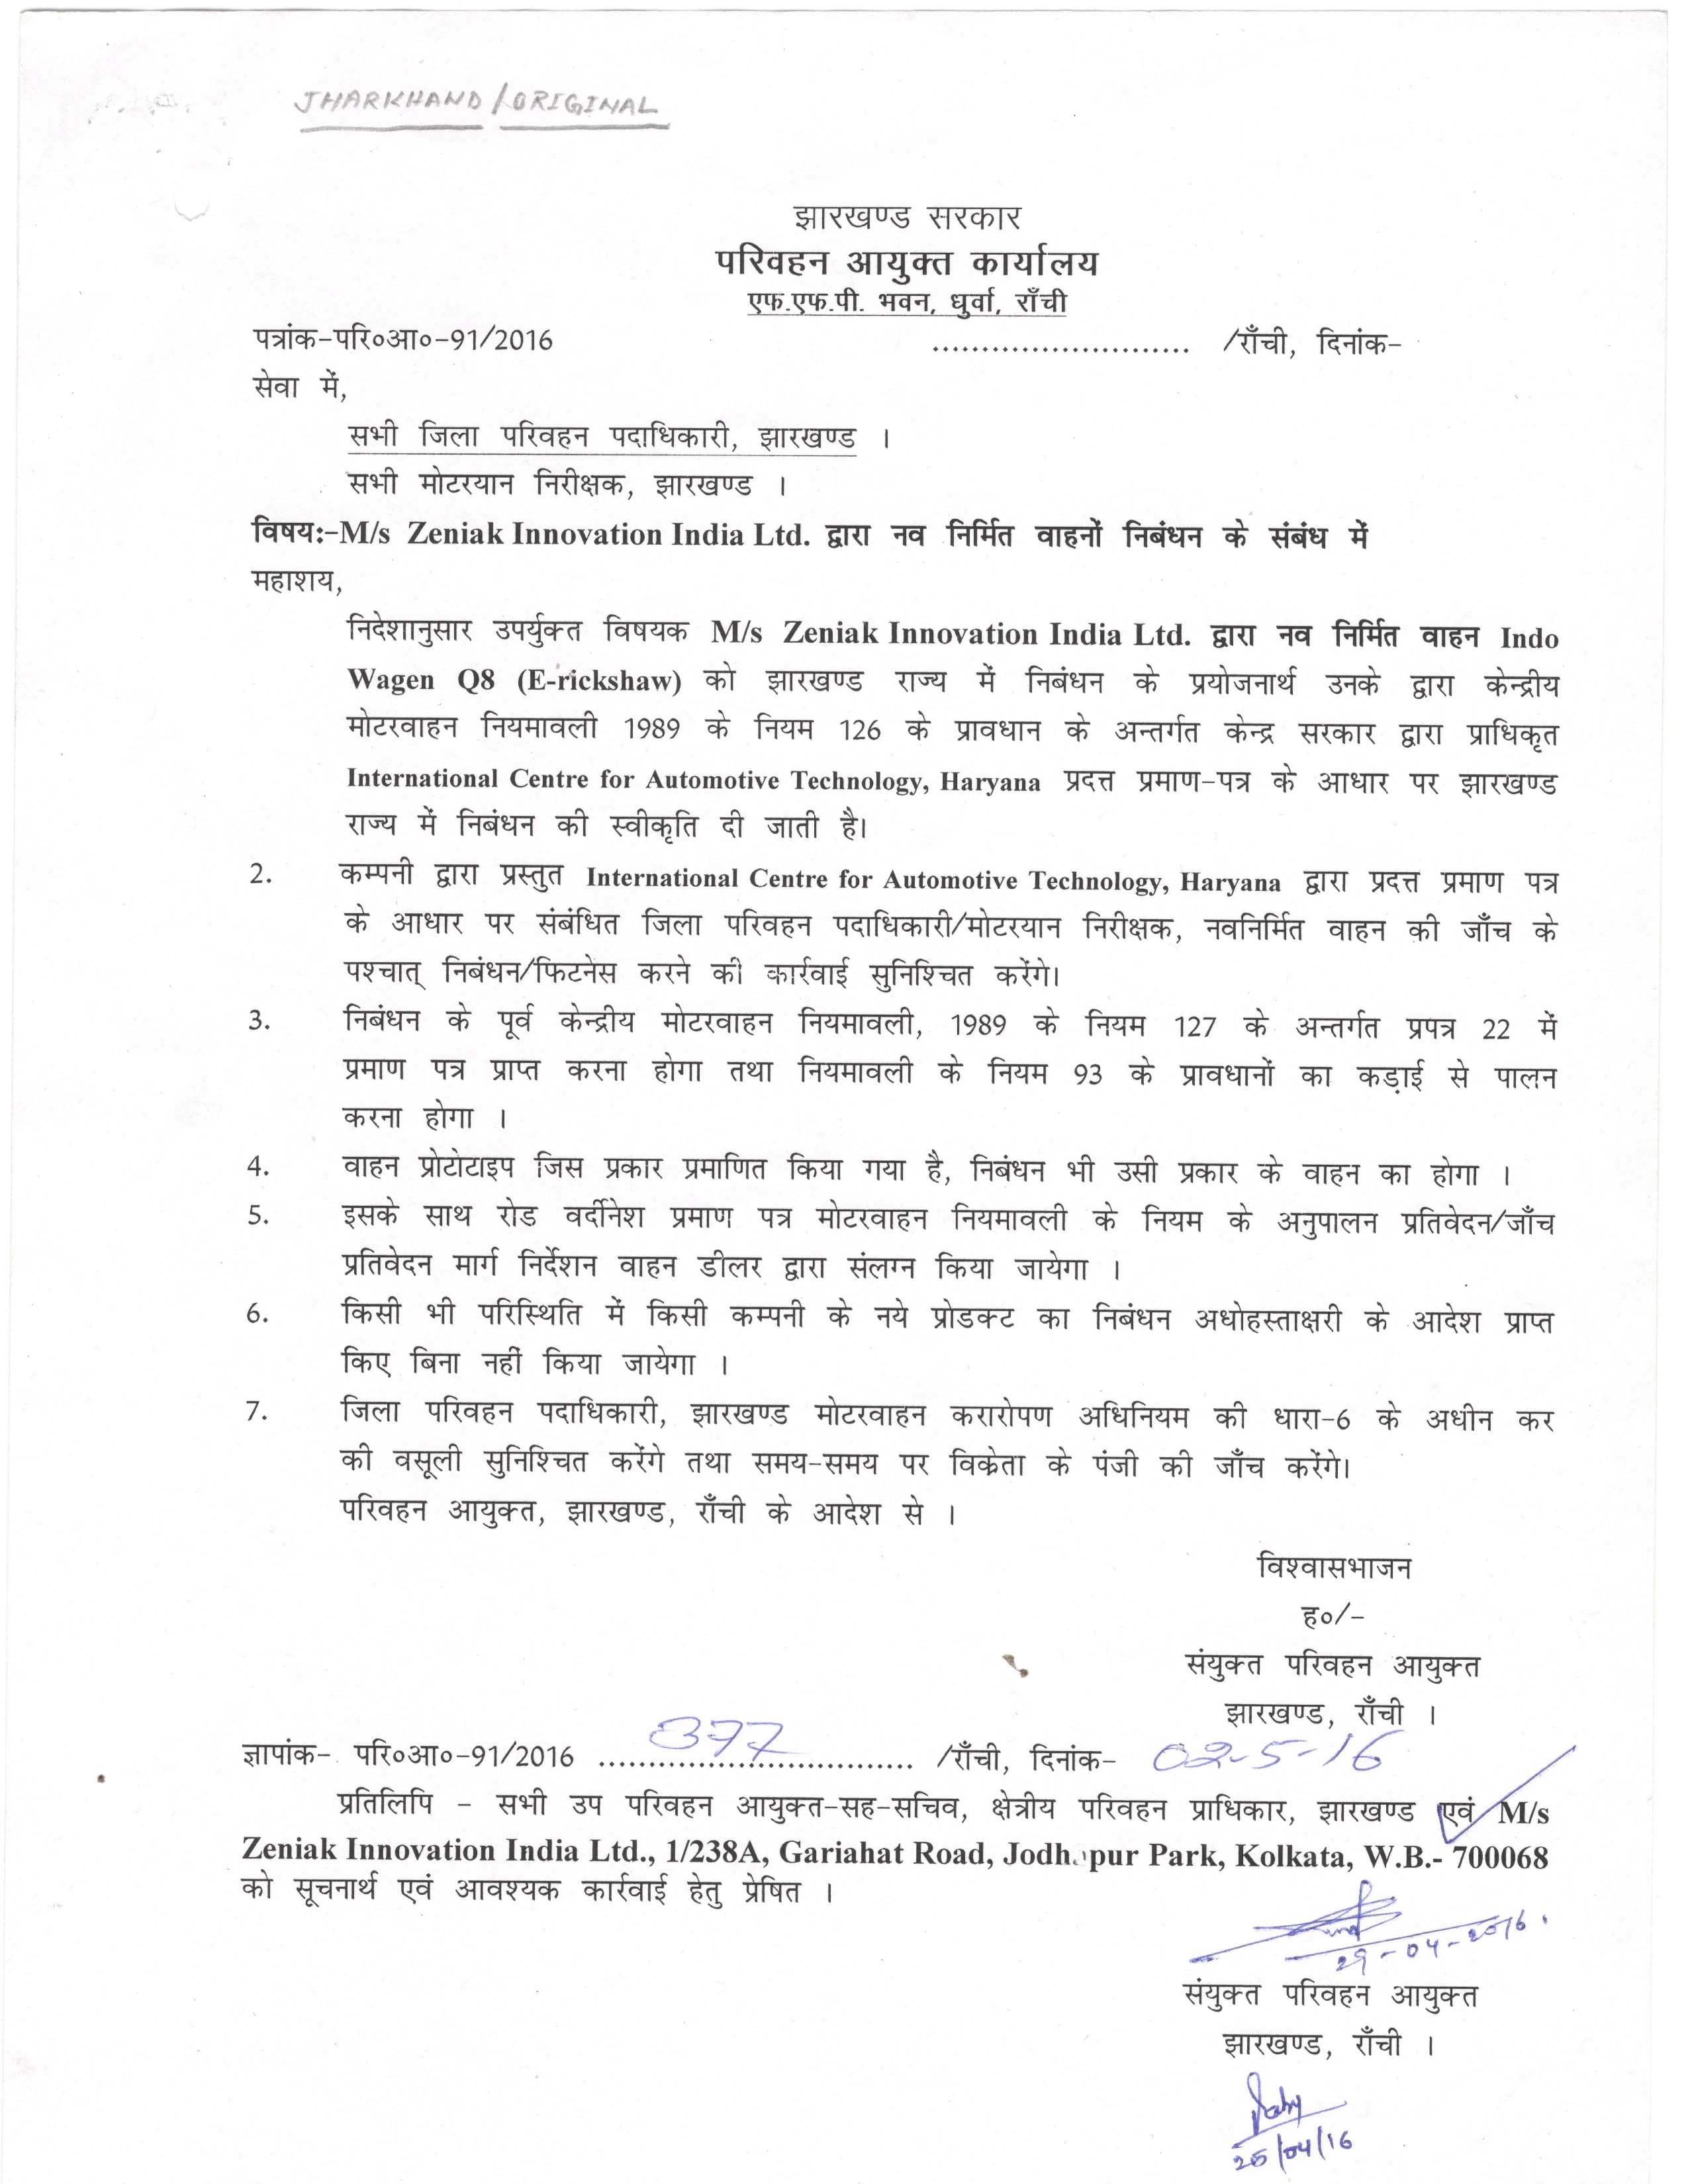 JHARKHAND / ORIGINAL
झारखण्ड सरकार
परिवहन आयुक्त कार्यालय
एफ.एफ.पी. भवन, धुर्वा, राँची
पत्रांक-परि०आ०-91/2016 .......................... /राँची, दिनांक-
सेवा में,
सभी जिला परिवहन पदाधिकारी, झारखण्ड ।
सभी मोटरयान निरीक्षक, झारखण्ड ।
विषय:-M/s Zeniak Innovation India Ltd. द्वारा नव निर्मित वाहनों निबंधन के संबंध में
महाशय,
निदेशानुसार उपर्युक्त विषयक M/s Zeniak Innovation India Ltd. द्वारा नव निर्मित वाहन Indo
Wagen Q8 (E-rickshaw) को झारखण्ड राज्य में निबंधन के प्रयोजनार्थ उनके द्वारा केन्द्रीय
मोटरवाहन नियमावली 1989 के नियम 126 के प्रावधान के अन्तर्गत केन्द्र सरकार द्वारा प्राधिकृत
International Centre for Automotive Technology, Haryana प्रदत्त प्रमाण-पत्र के आधार पर झारखण्ड
राज्य में निबंधन की स्वीकृति दी जाती है।
2. कम्पनी द्वारा प्रस्तुत International Centre for Automotive Technology, Haryana द्वारा प्रदत्त प्रमाण पत्र
के आधार पर संबंधित जिला परिवहन पदाधिकारी/मोटरयान निरीक्षक, नवनिर्मित वाहन की जाँच के
पश्चात् निबंधन/फिटनेस करने की कार्रवाई सुनिश्चित करेंगे।
3. निबंधन के पूर्व केन्द्रीय मोटरवाहन नियमावली, 1989 के नियम 127 के अन्तर्गत प्रपत्र 22 में
प्रमाण पत्र प्राप्त करना होगा तथा नियमावली के नियम 93 के प्रावधानों का कड़ाई से पालन
करना होगा ।
4. वाहन प्रोटोटाइप जिस प्रकार प्रमाणित किया गया है, निबंधन भी उसी प्रकार के वाहन का होगा ।
5. इसके साथ रोड वर्दीनेश प्रमाण पत्र मोटरवाहन नियमावली के नियम के अनुपालन प्रतिवेदन/जाँच
प्रतिवेदन मार्ग निर्देशन वाहन डीलर द्वारा संलग्न किया जायेगा ।
6. किसी भी परिस्थिति में किसी कम्पनी के नये प्रोडक्ट का निबंधन अधोहस्ताक्षरी के आदेश प्राप्त
किए बिना नहीं किया जायेगा ।
7. जिला परिवहन पदाधिकारी, झारखण्ड मोटरवाहन करारोपण अधिनियम की धारा-6 के अधीन कर
की वसूली सुनिश्चित करेंगे तथा समय-समय पर विक्रेता के पंजी की जाँच करेंगे।
परिवहन आयुक्त, झारखण्ड, राँची के आदेश से ।
विश्वासभाजन
ह०/-
संयुक्त परिवहन आयुक्त
झारखण्ड, राँची ।
ज्ञापांक- परि०आ०-91/2016 ......377...... /राँची, दिनांक- 02-5-16
प्रतिलिपि - सभी उप परिवहन आयुक्त-सह-सचिव, क्षेत्रीय परिवहन प्राधिकार, झारखण्ड एवं M/s
Zeniak Innovation India Ltd., 1/238A, Gariahat Road, Jodhapur Park, Kolkata, W.B.- 700068
को सूचनार्थ एवं आवश्यक कार्रवाई हेतु प्रेषित ।
29-04-2016.
संयुक्त परिवहन आयुक्त
झारखण्ड, राँची ।
25/04/16